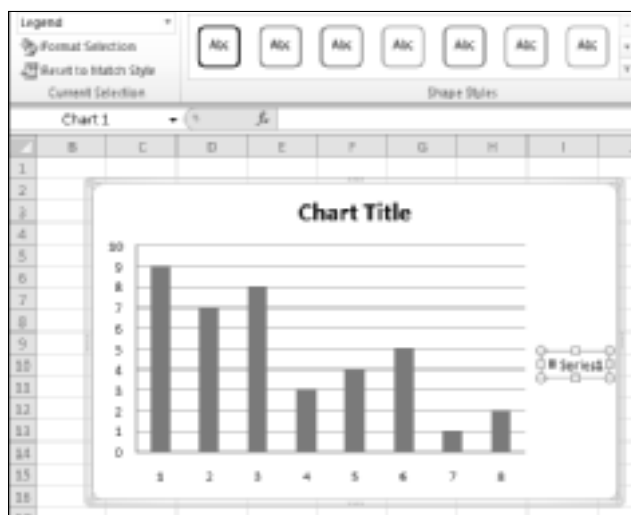 Legend
Format Selection
Reset to Match Style
Current Selection
Abc Abc Abc Abc Abc Abc Abc
Shape Styles
Chart 1
fx
B C D E F G H I
1
2
3
4
5
6
7
8
9
10
11
12
13
14
15
16
Chart Title
10
9
8
7
6
5
4
3
2
1
0
1 2 3 4 5 6 7 8
Series1